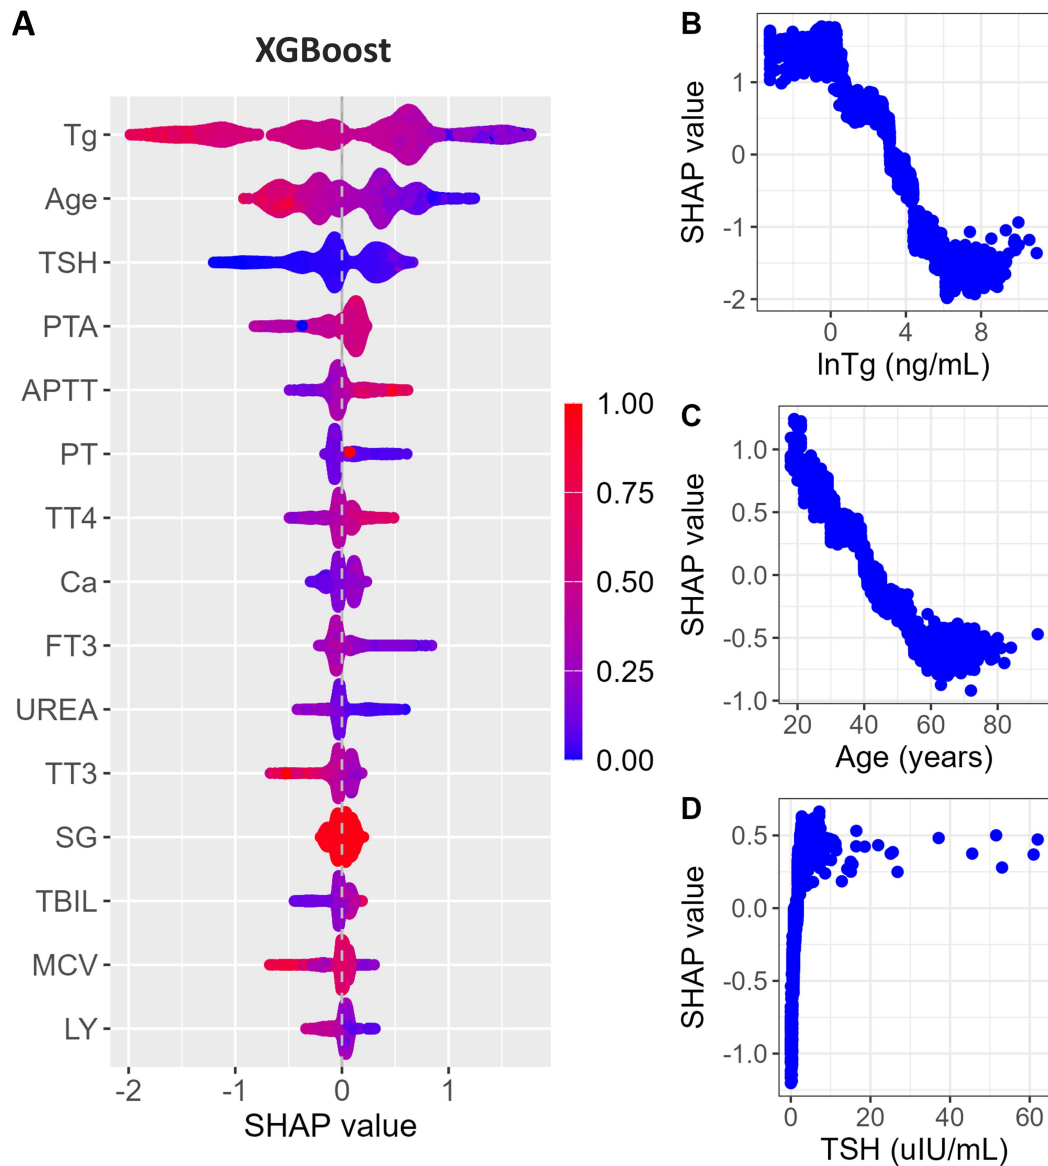 A
XGBoost
Tg
Age
TSH
PTA
APTT
PT
TT4
Ca
FT3
UREA
TT3
SG
TBIL
MCV
LY
-2 -1 0 1
SHAP value
1.00
0.75
0.50
0.25
0.00
B
SHAP value
1
0
-1
-2
0 4 8
lnTg (ng/mL)
C
SHAP value
1.0
0.5
0.0
-0.5
-1.0
20 40 60 80
Age (years)
D
SHAP value
0.5
0.0
-0.5
-1.0
0 20 40 60
TSH (uIU/mL)